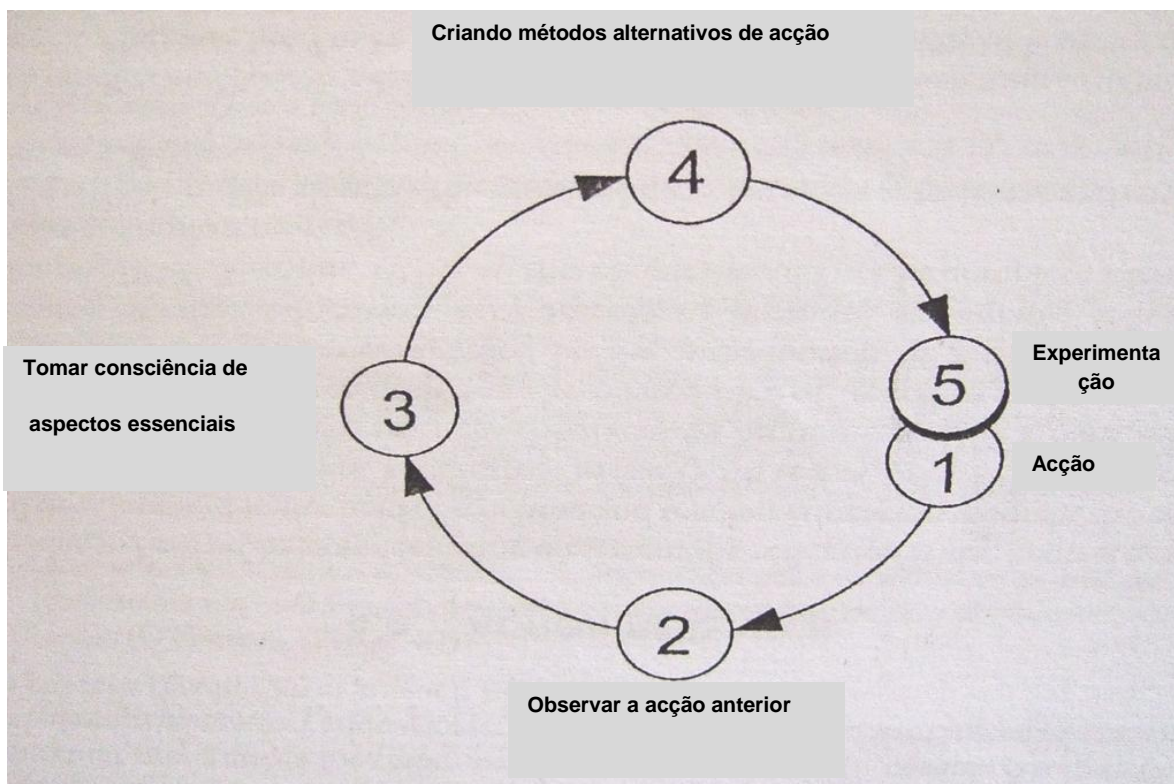 Criando métodos alternativos de acção
4
5
Experimenta
ção
Tomar consciência de
aspectos essenciais
3
1
Acção
2
Observar a acção anterior